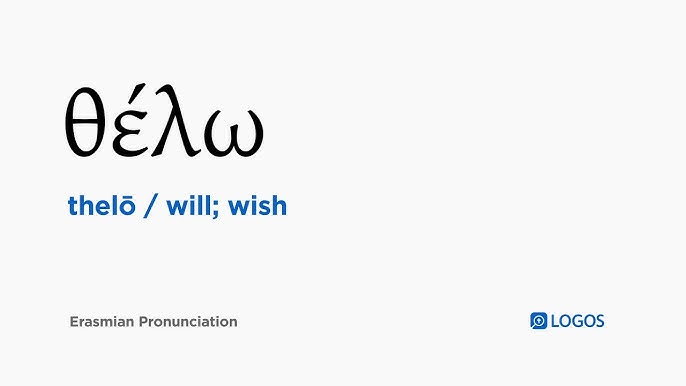 θέλω
thelō / will; wish
Erasmian Pronunciation
LOGOS